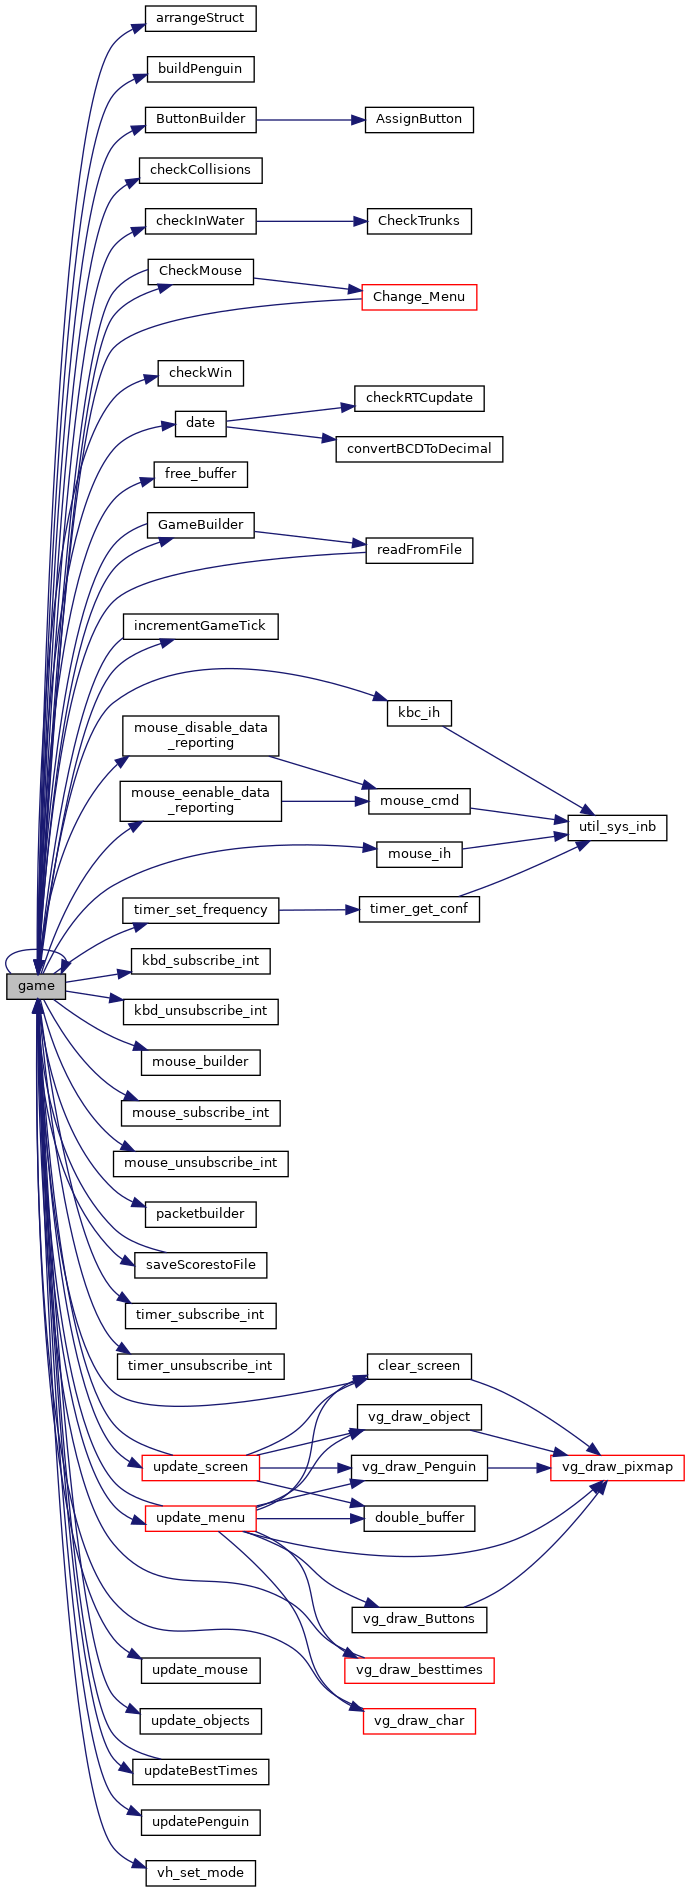 arrangeStruct
buildPenguin
ButtonBuilder
AssignButton
checkCollisions
checkInWater
CheckTrunks
CheckMouse
Change_Menu
checkWin
date
checkRTCupdate
convertBCDToDecimal
free_buffer
GameBuilder
readFromFile
incrementGameTick
kbc_ih
mouse_disable_data
_reporting
mouse_eenable_data
_reporting
mouse_cmd
util_sys_inb
mouse_ih
timer_set_frequency
timer_get_conf
kbd_subscribe_int
game
kbd_unsubscribe_int
mouse_builder
mouse_subscribe_int
mouse_unsubscribe_int
packetbuilder
saveScorestoFile
timer_subscribe_int
timer_unsubscribe_int
clear_screen
vg_draw_object
update_screen
vg_draw_Penguin
vg_draw_pixmap
update_menu
double_buffer
vg_draw_Buttons
update_mouse
vg_draw_besttimes
update_objects
vg_draw_char
updateBestTimes
updatePenguin
vh_set_mode